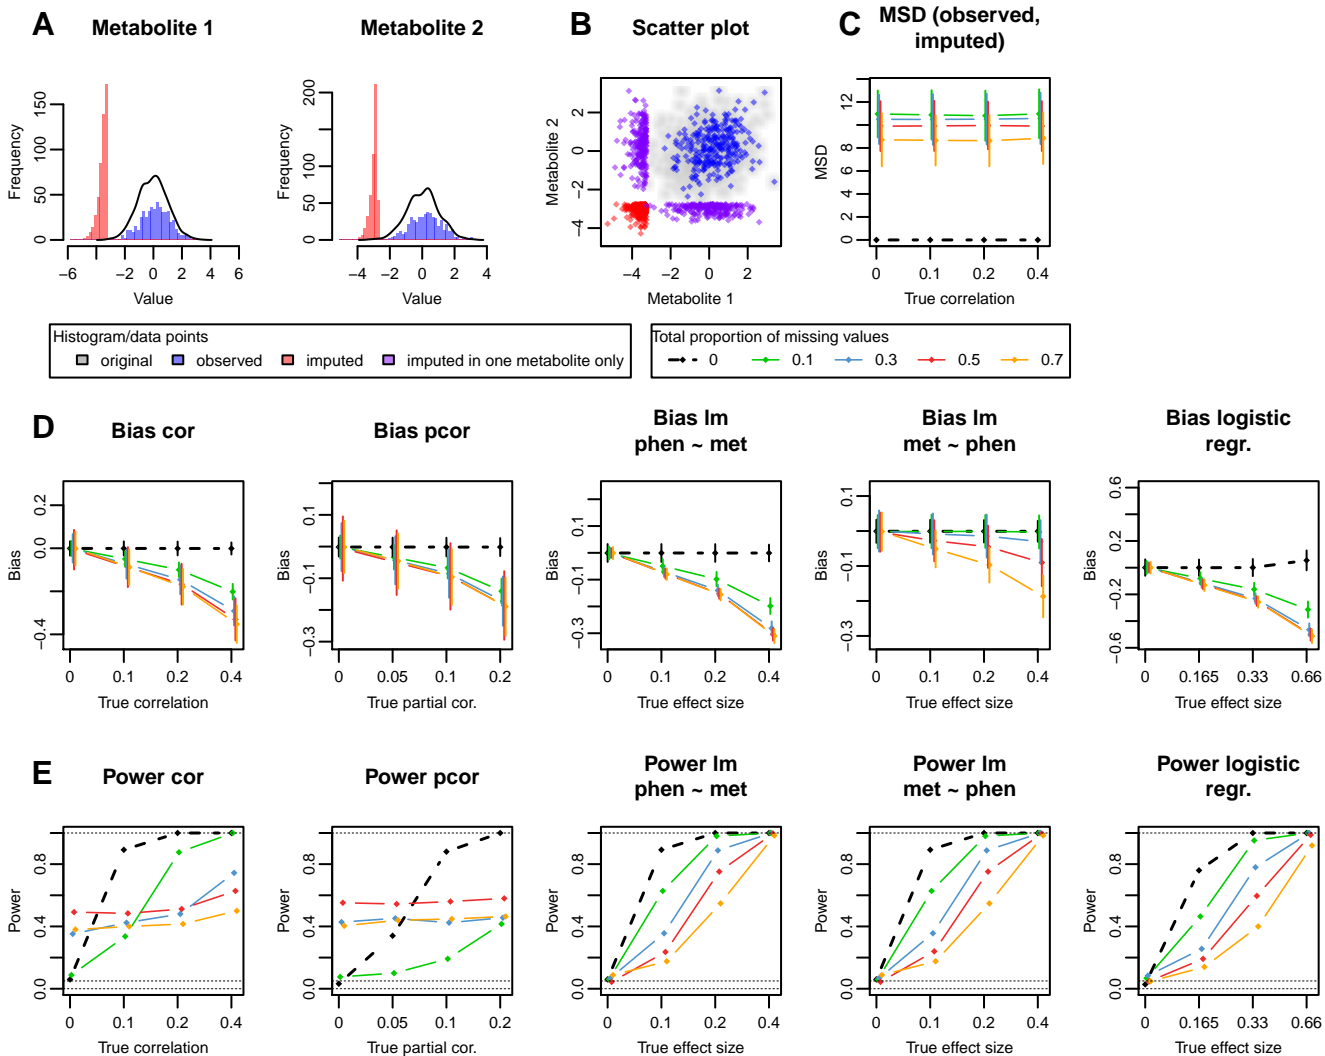 A
Metabolite 1
Metabolite 2
B
Scatter plot
C
MSD (observed,
imputed)
Frequency
0
50
100
150
−6
−4
−2
0
2
4
6
Value
Frequency
0
50
100
200
−4
−2
0
2
4
Value
Metabolite 2
−4
−2
0
2
−4
−2
0
2
Metabolite 1
MSD
0
2
4
8
12
0
0.1
0.2
0.4
True correlation
Histogram/data points
original observed imputed imputed in one metabolite only
Total proportion of missing values
0 0.1 0.3 0.5 0.7
D
Bias cor
Bias pcor
Bias lm
phen ~ met
Bias lm
met ~ phen
Bias logistic
regr.
Bias
−0.4
0.0
0.2
0 0.1 0.2 0.4
True correlation
Bias
−0.3
−0.1
0.1
0 0.05 0.1 0.2
True partial cor.
Bias
−0.3
−0.1
0.1
0 0.1 0.2 0.4
True effect size
Bias
−0.3
−0.1
0.1
0 0.1 0.2 0.4
True effect size
Bias
−0.6
−0.2
0.2
0.6
0 0.165 0.33 0.66
True effect size
E
Power cor
Power pcor
Power lm
phen ~ met
Power lm
met ~ phen
Power logistic
regr.
Power
0.0
0.4
0.8
0 0.1 0.2 0.4
True correlation
Power
0.0
0.4
0.8
0 0.05 0.1 0.2
True partial cor.
Power
0.0
0.4
0.8
0 0.1 0.2 0.4
True effect size
Power
0.0
0.4
0.8
0 0.1 0.2 0.4
True effect size
Power
0.0
0.4
0.8
0 0.165 0.33 0.66
True effect size